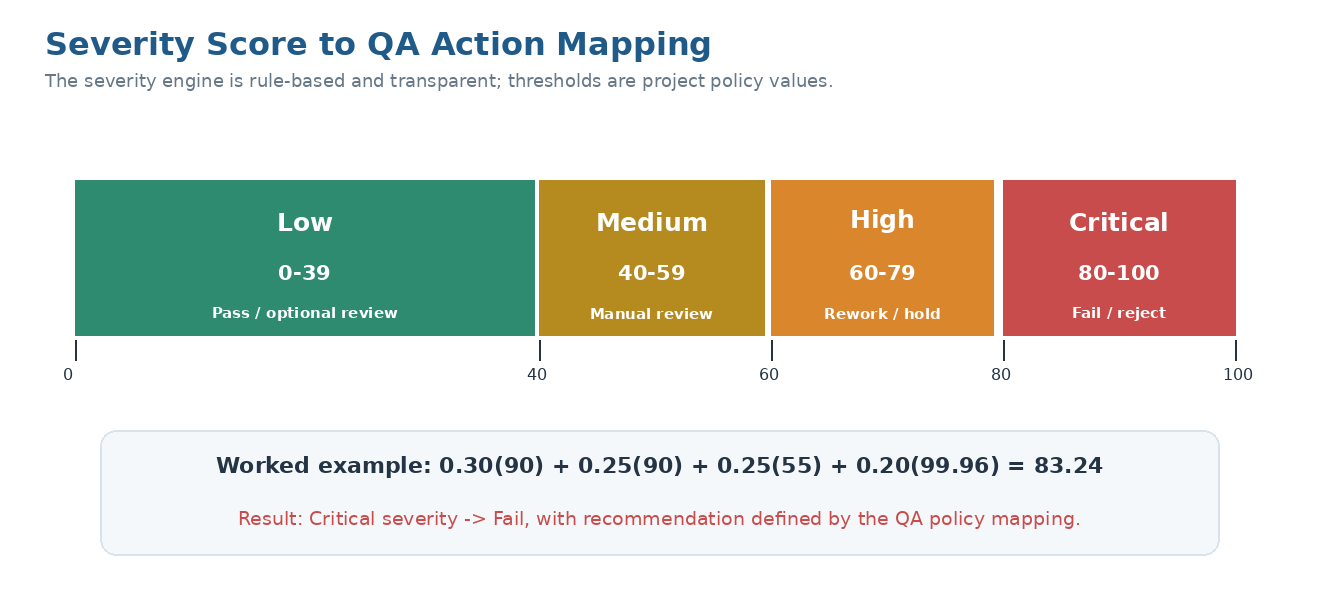 Severity Score to QA Action Mapping
The severity engine is rule-based and transparent; thresholds are project policy values.
Low
0-39
Pass / optional review
Medium
40-59
Manual review
High
60-79
Rework / hold
Critical
80-100
Fail / reject
0
40
60
80
100
Worked example: 0.30(90) + 0.25(90) + 0.25(55) + 0.20(99.96) = 83.24
Result: Critical severity -> Fail, with recommendation defined by the QA policy mapping.